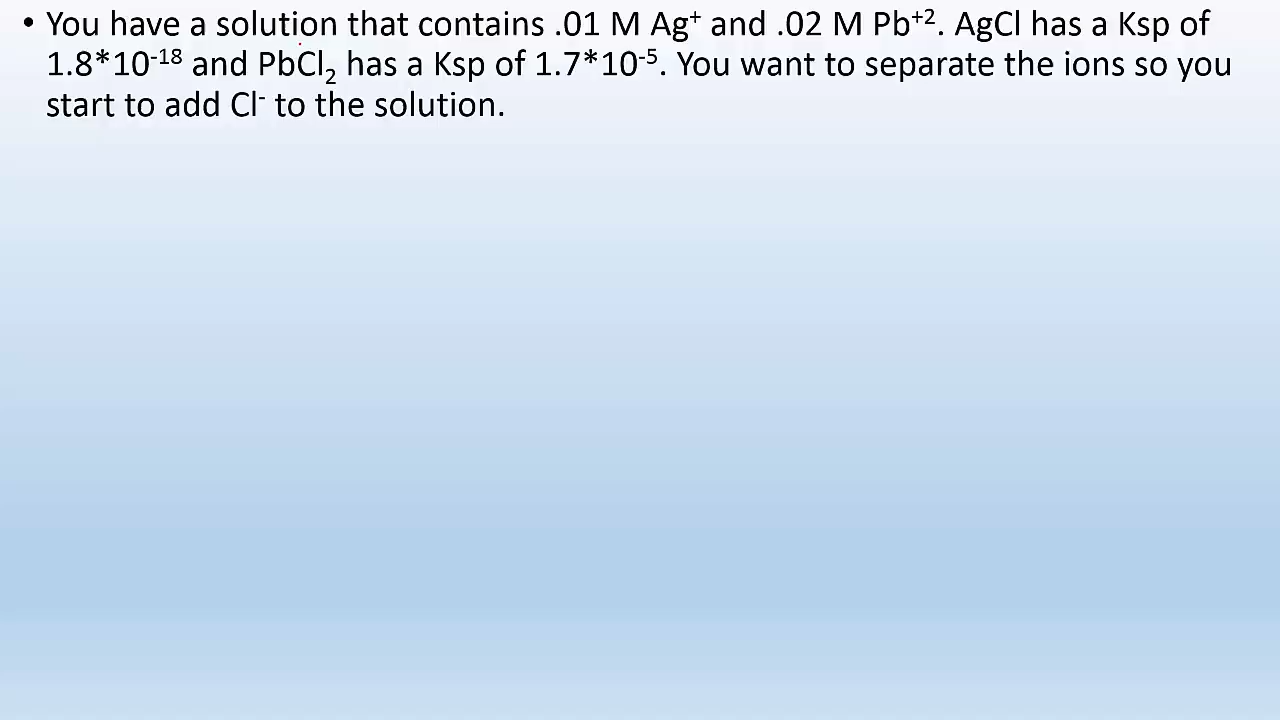 • You have a solution that contains .01 M Ag⁺ and .02 M Pb⁺². AgCl has a Ksp of
1.8*10⁻¹⁸ and PbCl₂ has a Ksp of 1.7*10⁻⁵. You want to separate the ions so you
start to add Cl⁻ to the solution.